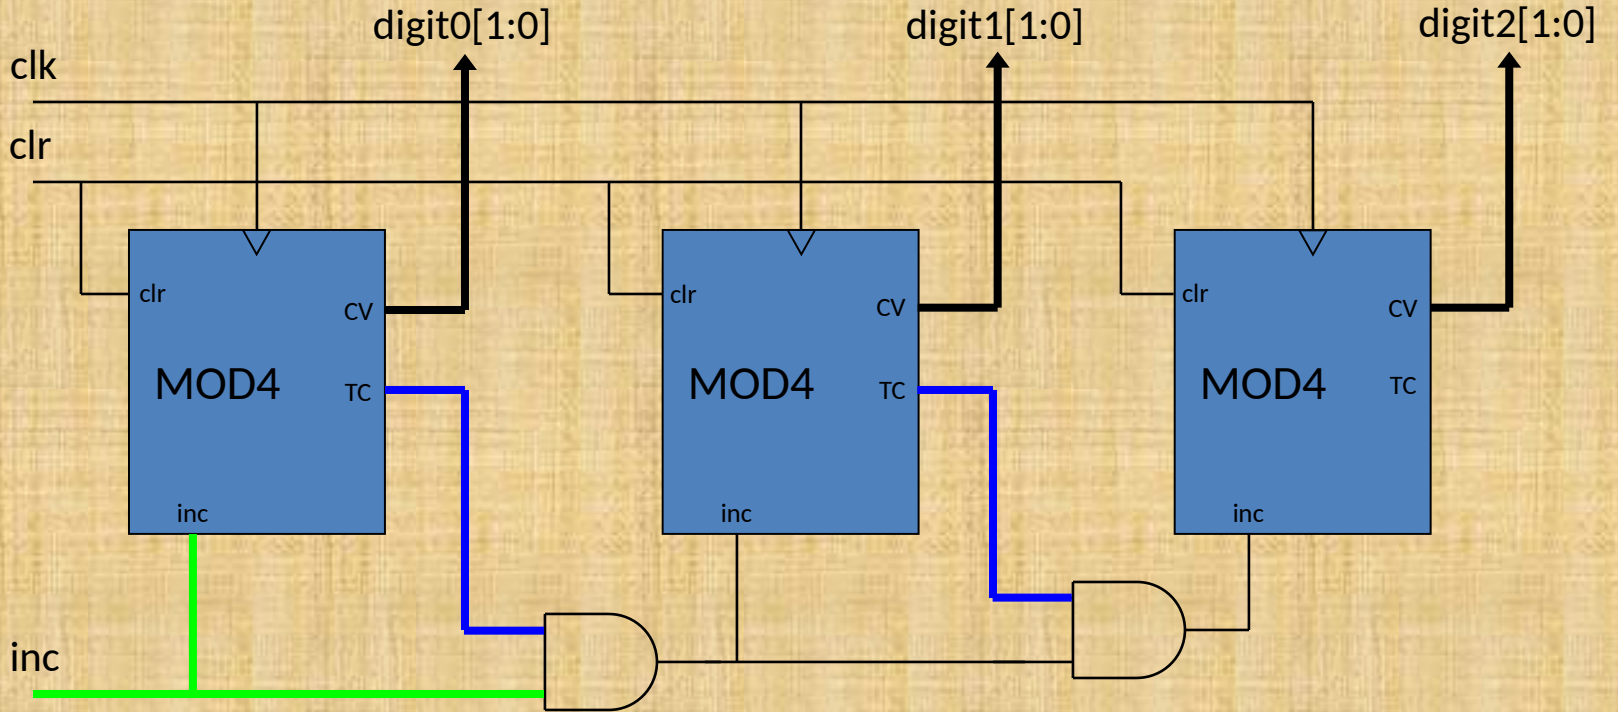 digit0[1:0]
digit1[1:0]
digit2[1:0]
clk
clr
clr
CV
MOD4
TC
inc
clr
CV
MOD4
TC
inc
clr
CV
MOD4
TC
inc
inc